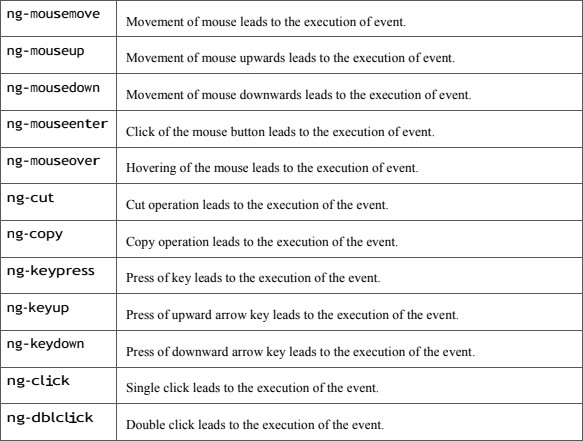 ng-mousemove Movement of mouse leads to the execution of event.
ng-mouseup Movement of mouse upwards leads to the execution of event.
ng-mousedown Movement of mouse downwards leads to the execution of event.
ng-mouseenter Click of the mouse button leads to the execution of event.
ng-mouseover Hovering of the mouse leads to the execution of event.
ng-cut Cut operation leads to the execution of the event.
ng-copy Copy operation leads to the execution of the event.
ng-keypress Press of key leads to the execution of the event.
ng-keyup Press of upward arrow key leads to the execution of the event.
ng-keydown Press of downward arrow key leads to the execution of the event.
ng-click Single click leads to the execution of the event.
ng-dblclick Double click leads to the execution of the event.